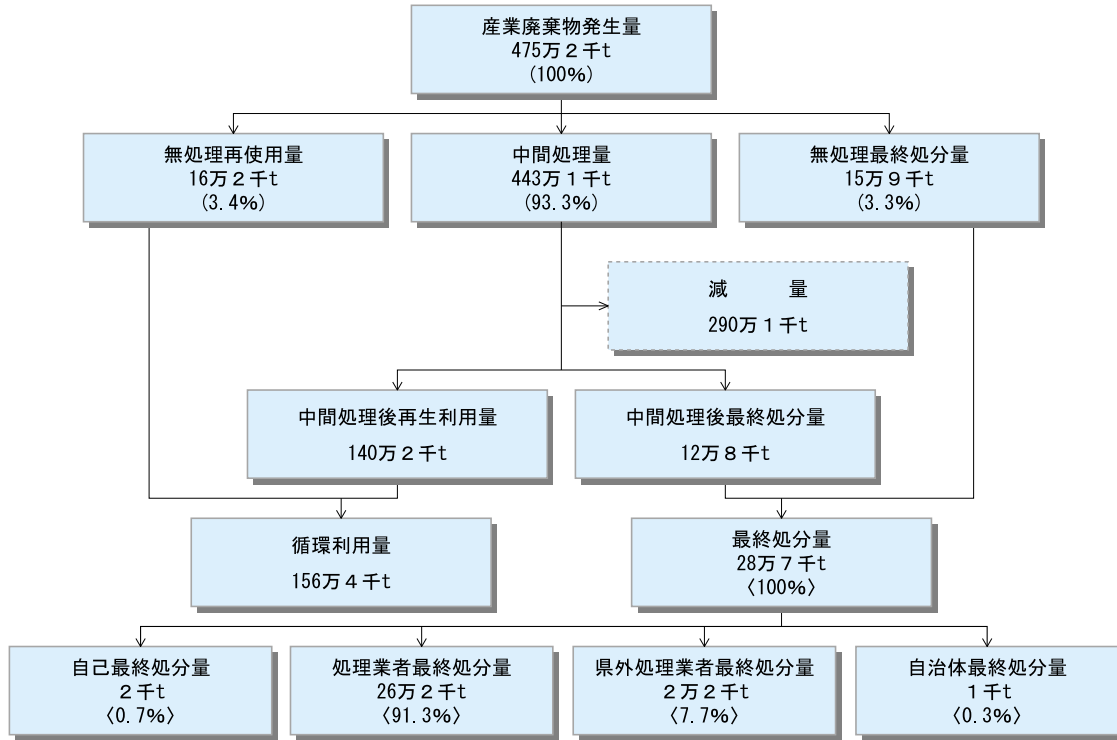 産業廃棄物発生量
475万２千t
(100%)
無処理再使用量
16万２千t
(3.4%)
中間処理量
443万１千t
(93.3%)
無処理最終処分量
15万９千t
(3.3%)
減　　　量
290万１千t
中間処理後再生利用量
140万２千t
中間処理後最終処分量
12万８千t
循環利用量
156万４千t
最終処分量
28万７千t
〈100%〉
自己最終処分量
２千t
〈0.7%〉
処理業者最終処分量
26万２千t
〈91.3%〉
県外処理業者最終処分量
２万２千t
〈7.7%〉
自治体最終処分量
１千t
〈0.3%〉